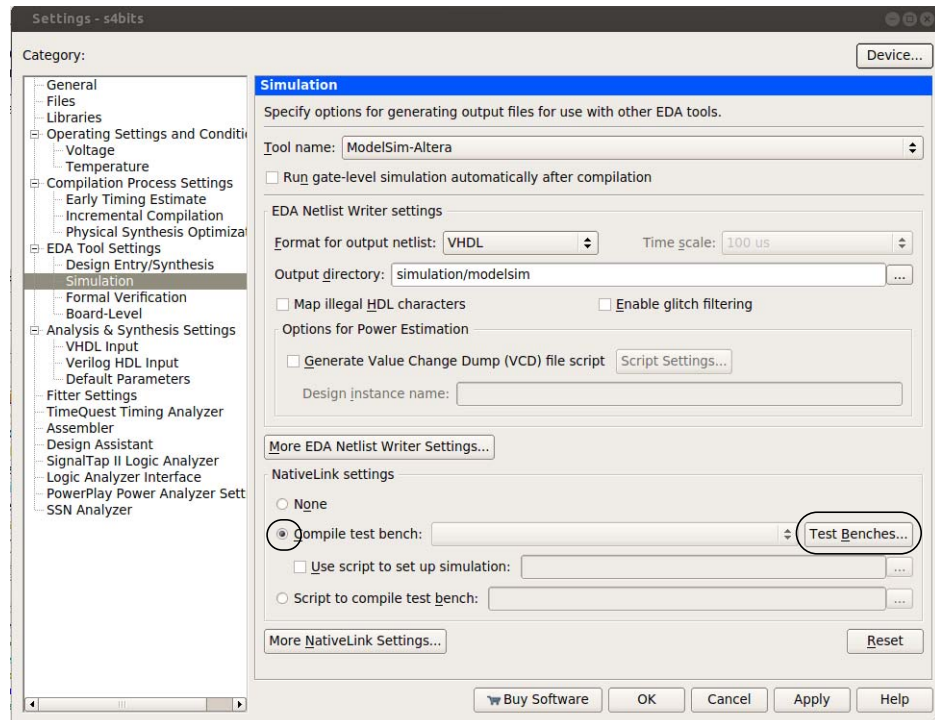 Settings - s4bits
Category:
Device...
General
Files
Libraries
Operating Settings and Conditi
Voltage
Temperature
Compilation Process Settings
Early Timing Estimate
Incremental Compilation
Physical Synthesis Optimizat
EDA Tool Settings
Design Entry/Synthesis
Simulation
Formal Verification
Board-Level
Analysis & Synthesis Settings
VHDL Input
Verilog HDL Input
Default Parameters
Fitter Settings
TimeQuest Timing Analyzer
Assembler
Design Assistant
SignalTap II Logic Analyzer
Logic Analyzer Interface
PowerPlay Power Analyzer Sett
SSN Analyzer
Simulation
Specify options for generating output files for use with other EDA tools.
Tool name: ModelSim-Altera
Run gate-level simulation automatically after compilation
EDA Netlist Writer settings
Format for output netlist: VHDL Time scale: 100 us
Output directory: simulation/modelsim ...
Map illegal HDL characters Enable glitch filtering
Options for Power Estimation
Generate Value Change Dump (VCD) file script Script Settings...
Design instance name:
More EDA Netlist Writer Settings...
NativeLink settings
None
Compile test bench: Test Benches...
Use script to set up simulation: ...
Script to compile test bench: ...
More NativeLink Settings... Reset
Buy Software OK Cancel Apply Help